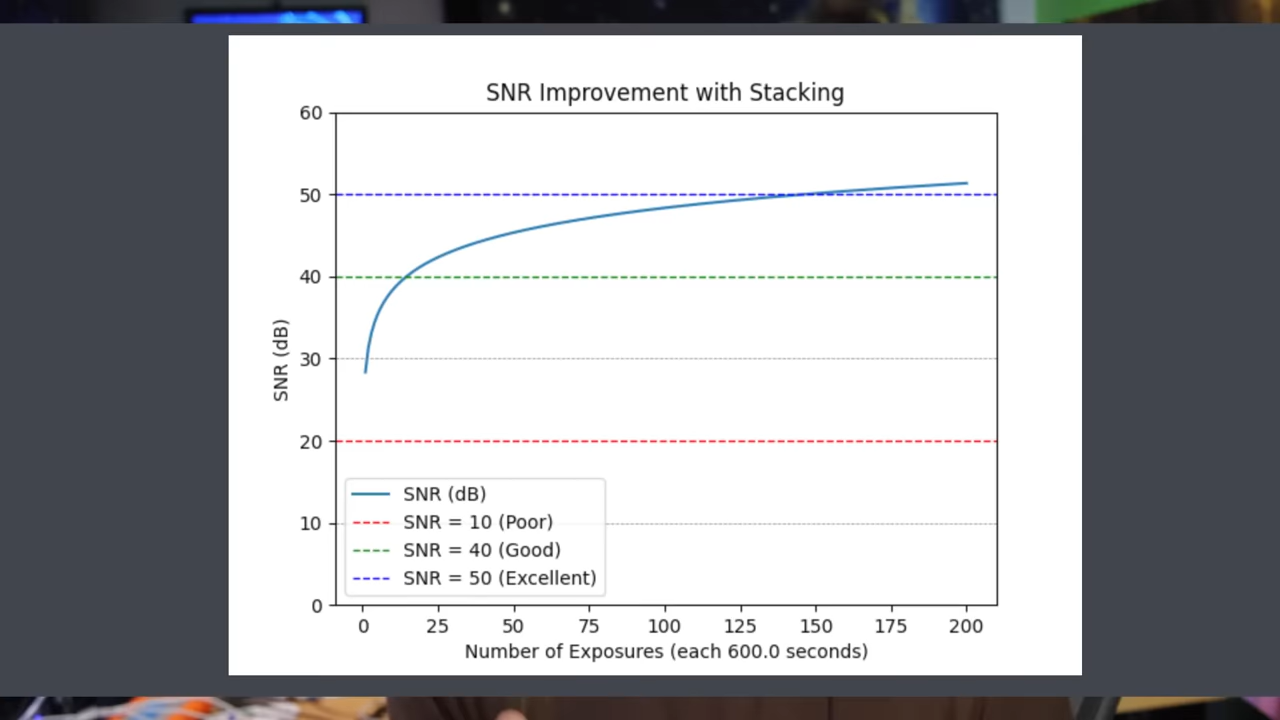 SNR Improvement with Stacking
60
50
40
30
20
10
0
SNR (dB)
SNR (dB)
SNR = 10 (Poor)
SNR = 40 (Good)
SNR = 50 (Excellent)
0 25 50 75 100 125 150 175 200
Number of Exposures (each 600.0 seconds)